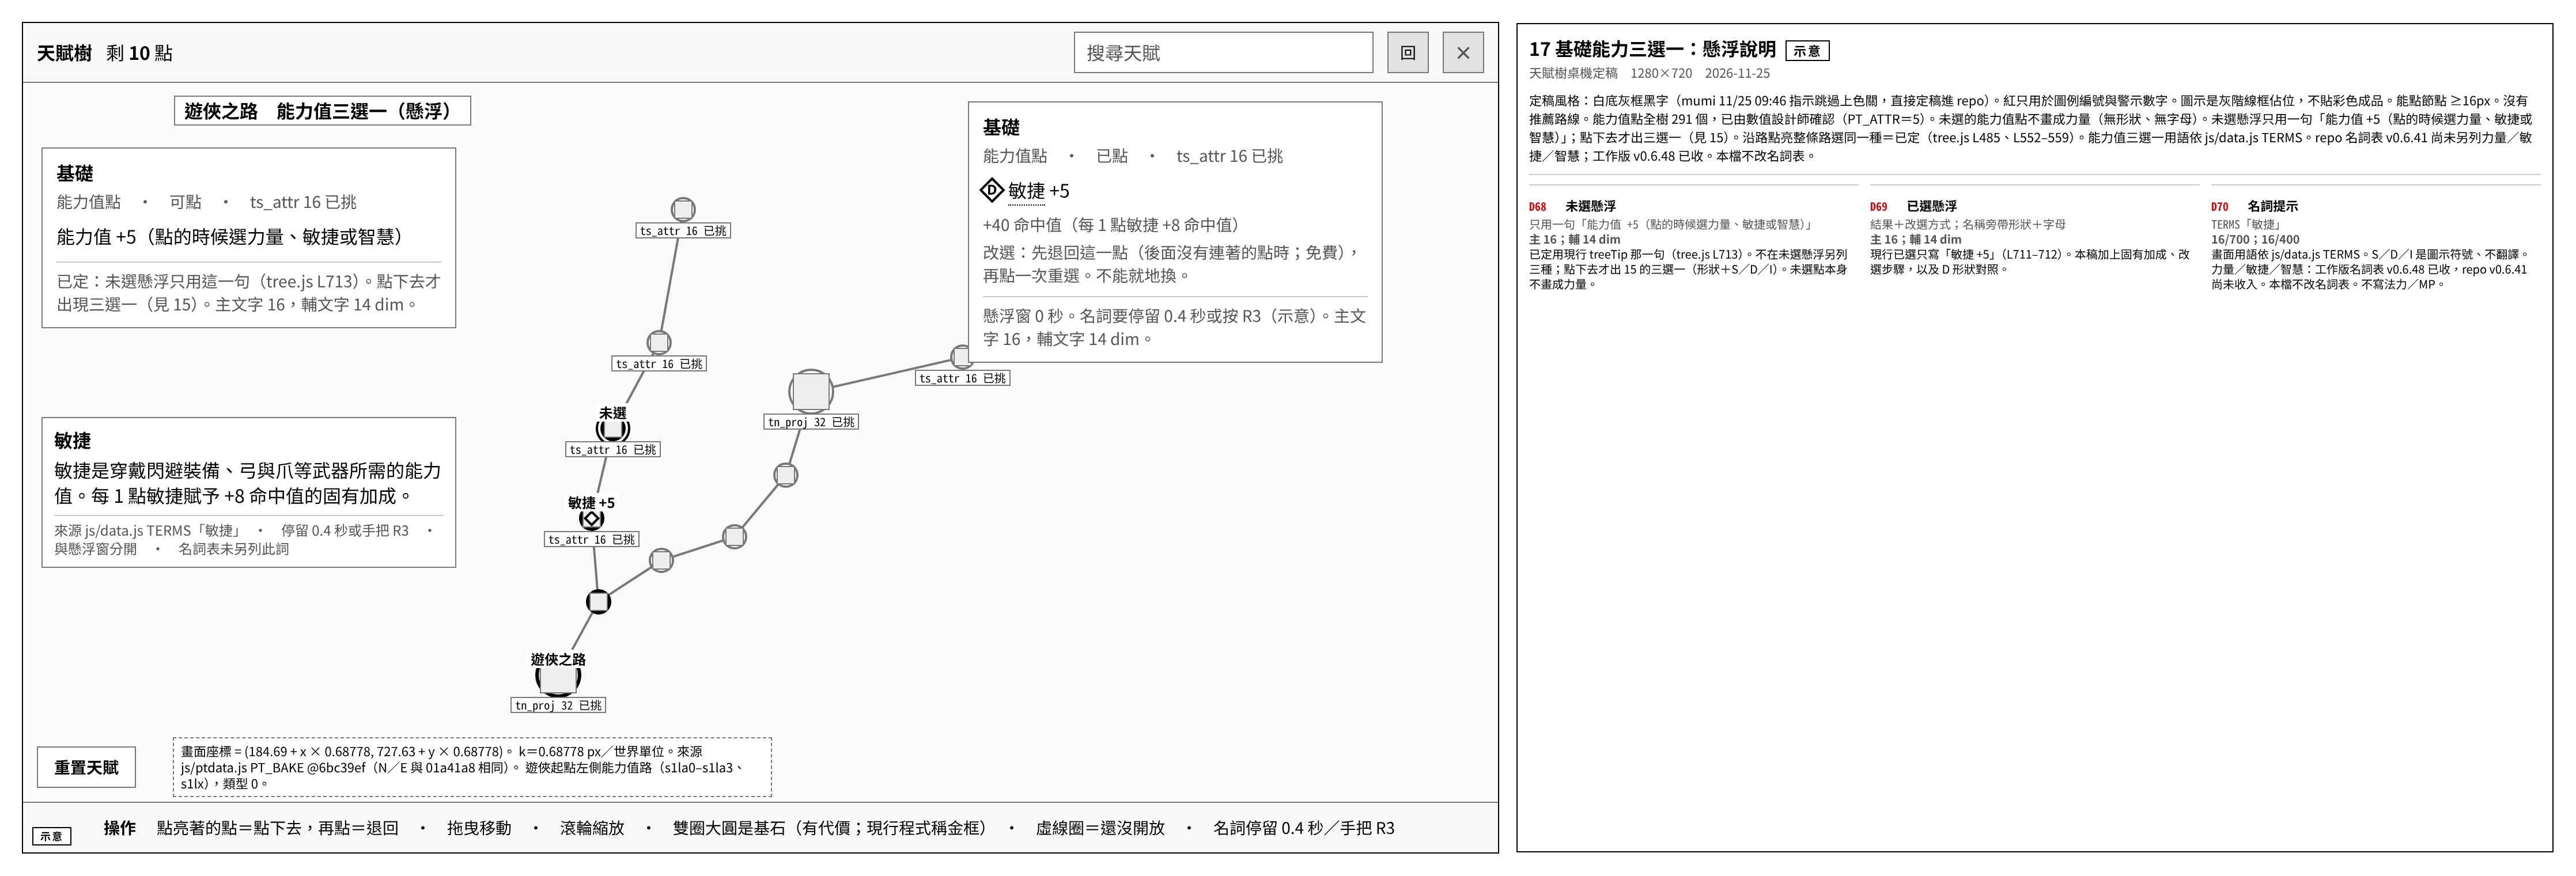 天賦樹 剩 10 點
搜尋天賦
回
×
遊俠之路 能力值三選一（懸浮）
基礎
能力值點 ・ 可點 ・ ts_attr 16 已挑
能力值 +5（點的時候選力量、敏捷或智慧）
已定：未選懸浮只用這一句（tree.js L713）。點下去才
出現三選一（見 15）。主文字 16，輔文字 14 dim。
敏捷
敏捷是穿戴閃避裝備、弓與爪等武器所需的能力
值。每 1 點敏捷賦予 +8 命中值的固有加成。
來源 js/data.js TERMS「敏捷」 ・ 停留 0.4 秒或手把 R3 ・
與懸浮窗分開 ・ 名詞表未另列此詞
基礎
能力值點 ・ 已點 ・ ts_attr 16 已挑
D 敏捷 +5
+40 命中值（每 1 點敏捷 +8 命中值）
改選：先退回這一點（後面沒有連著的點時；免費），
再點一次重選。不能就地換。
懸浮窗 0 秒。名詞要停留 0.4 秒或按 R3（示意）。主文
字 16，輔文字 14 dim。
ts_attr 16 已挑
ts_attr 16 已挑
ts_attr 16 已挑
tn_proj 32 已挑
未選
ts_attr 16 已挑
敏捷 +5
ts_attr 16 已挑
遊俠之路
tn_proj 32 已挑
重置天賦
畫面座標 = (184.69 + x × 0.68778, 727.63 + y × 0.68778)。 k＝0.68778 px／世界單位。來源
js/ptdata.js PT_BAKE @6bc39ef（N／E 與 01a41a8 相同）。 遊俠起點左側能力值路（s1la0–s1la3、
s1lx），類型 0。
示意
操作 點亮著的點＝點下去，再點＝退回 ・ 拖曳移動 ・ 滾輪縮放 ・ 雙圈大圓是基石（有代價；現行程式稱金框） ・ 虛線圈＝還沒開放 ・ 名詞停留 0.4 秒／手把 R3
17 基礎能力三選一：懸浮說明 示意
天賦樹桌機定稿 1280×720 2026-11-25
定稿風格：白底灰框黑字（mumi 11/25 09:46 指示跳過上色關，直接定稿進 repo）。紅只用於圖例編號與警示數字。圖示是灰階線框佔位，不貼彩色成品。能點節點 ≥16px。沒有
推薦路線。能力值點全樹 291 個，已由數值設計師確認（PT_ATTR＝5）。未選的能力值點不畫成力量（無形狀、無字母）。未選懸浮只用一句「能力值 +5（點的時候選力量、敏捷或
智慧）」；點下去才出三選一（見 15）。沿路點亮整條路選同一種＝已定（tree.js L485、L552–559）。能力值三選一用語依 js/data.js TERMS。repo 名詞表 v0.6.41 尚未另列力量／敏
捷／智慧；工作版 v0.6.48 已收。本檔不改名詞表。
D68 未選懸浮
只用一句「能力值 +5（點的時候選力量、敏捷或智慧）」
主 16；輔 14 dim
已定用現行 treeTip 那一句（tree.js L713）。不在未選懸浮另列
三種；點下去才出 15 的三選一（形狀＋S／D／I）。未選點本身
不畫成力量。
D69 已選懸浮
結果＋改選方式；名稱旁帶形狀＋字母
主 16；輔 14 dim
現行已選只寫「敏捷 +5」（L711–712）。本稿加上固有加成、改
選步驟，以及 D 形狀對照。
D70 名詞提示
TERMS「敏捷」
16/700；16/400
畫面用語依 js/data.js TERMS。S／D／I 是圖示符號、不翻譯。
力量／敏捷／智慧：工作版名詞表 v0.6.48 已收，repo v0.6.41
尚未收入。本檔不改名詞表。不寫法力／MP。